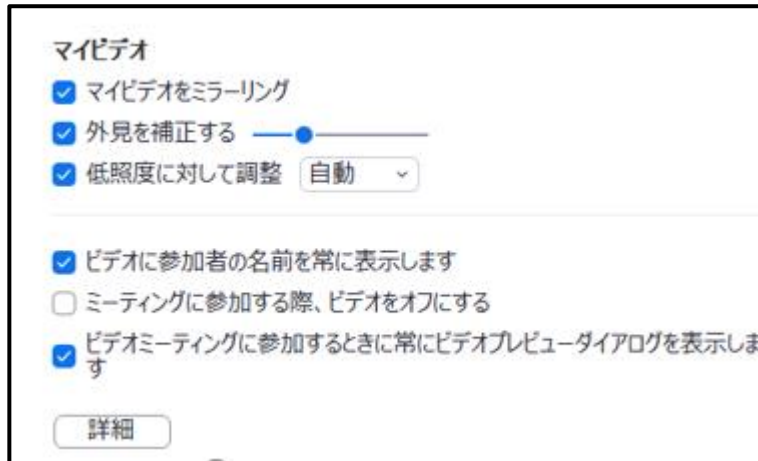 マイビデオ
マイビデオをミラーリング
外見を補正する
低照度に対して調整 自動
ビデオに参加者の名前を常に表示します
ミーティングに参加する際、ビデオをオフにする
ビデオミーティングに参加するときに常にビデオプレビューダイアログを表示しま
す
詳細